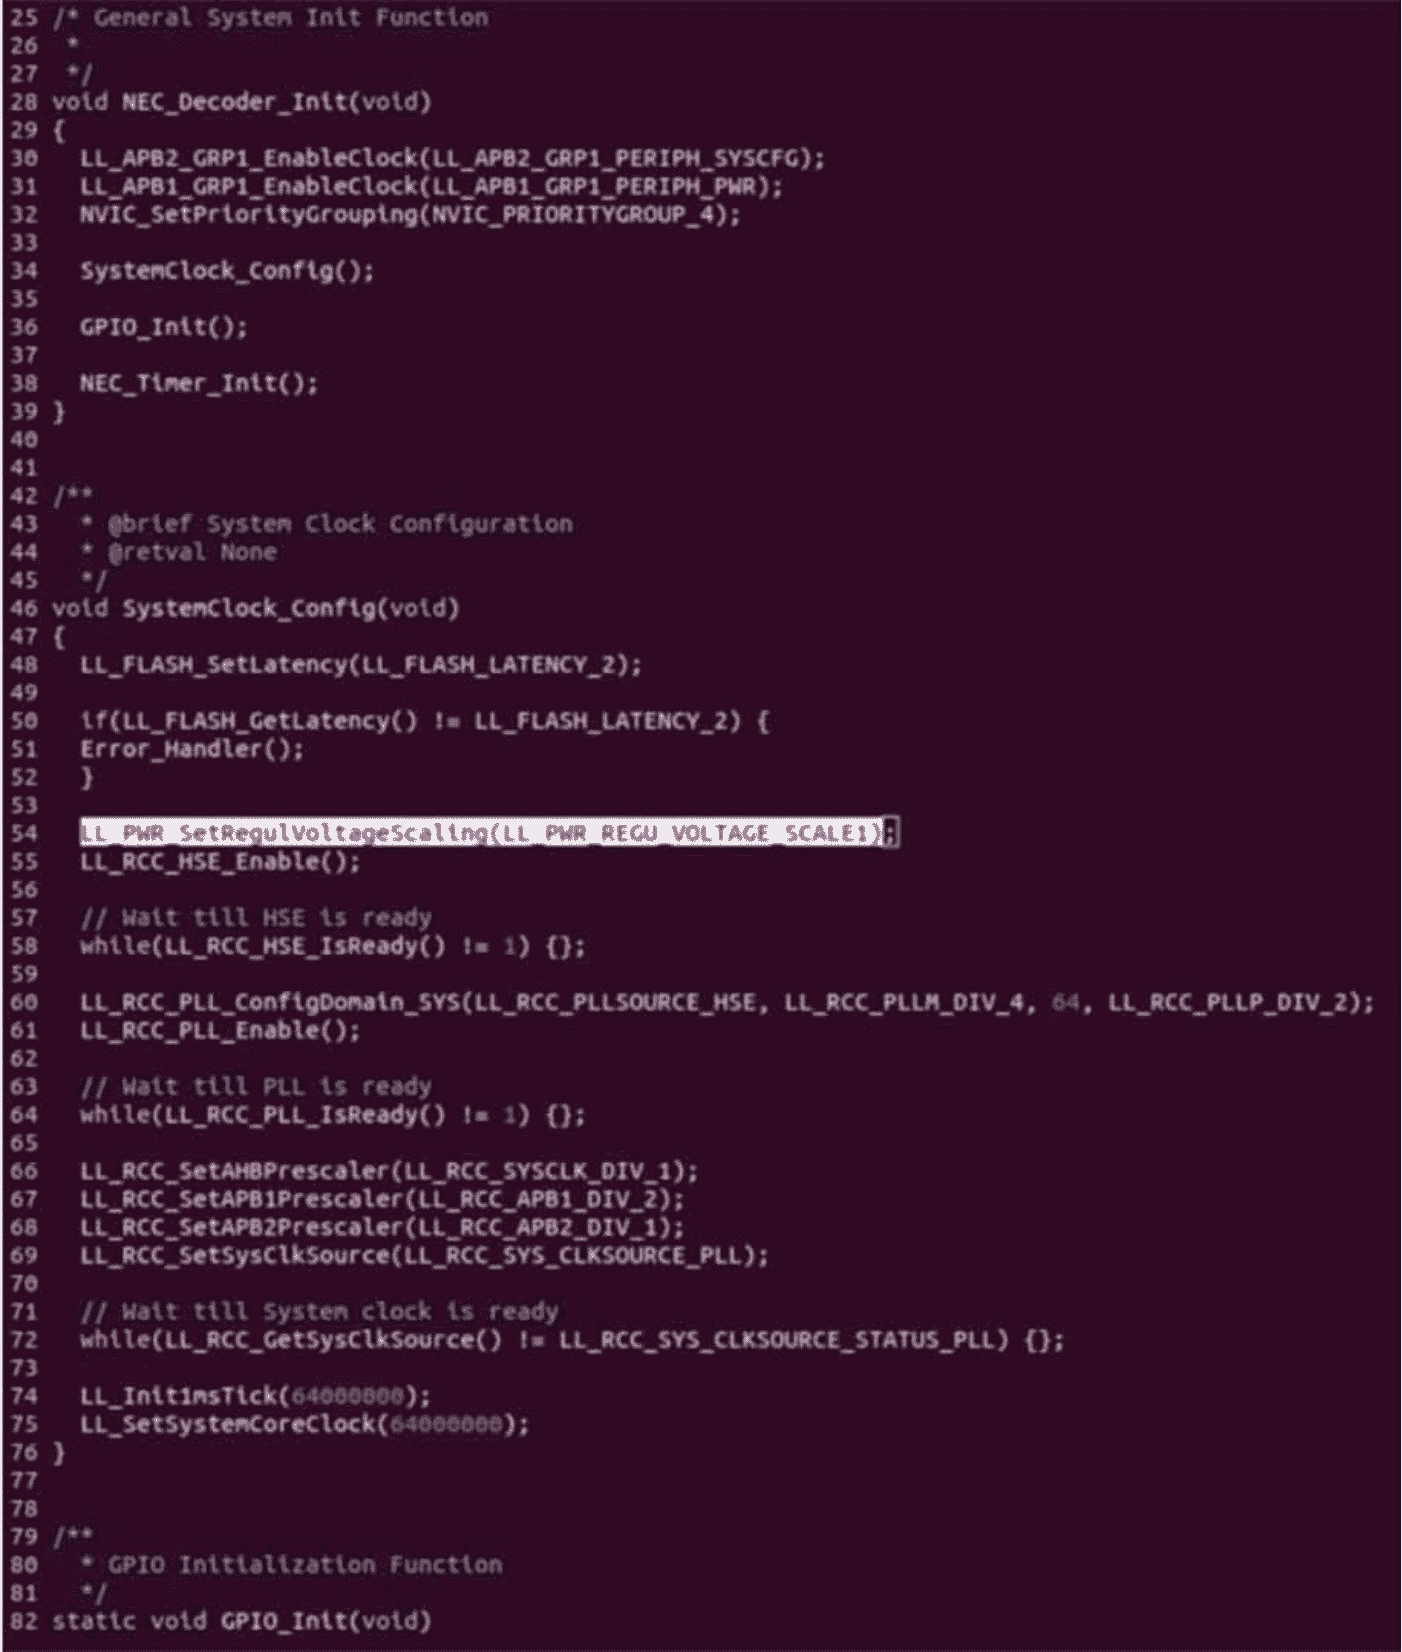 25 /* General System Init Function
26  *
27  */
28 void NEC_Decoder_Init(void)
29 {
30   LL_APB2_GRP1_EnableClock(LL_APB2_GRP1_PERIPH_SYSCFG);
31   LL_APB1_GRP1_EnableClock(LL_APB1_GRP1_PERIPH_PWR);
32   NVIC_SetPriorityGrouping(NVIC_PRIORITYGROUP_4);
33
34   SystemClock_Config();
35
36   GPIO_Init();
37
38   NEC_Timer_Init();
39 }
40
41
42 /**
43   * @brief System Clock Configuration
44   * @retval None
45   */
46 void SystemClock_Config(void)
47 {
48   LL_FLASH_SetLatency(LL_FLASH_LATENCY_2);
49
50   if(LL_FLASH_GetLatency() != LL_FLASH_LATENCY_2) {
51   Error_Handler();
52   }
53
54   LL_PWR_SetRegulVoltageScaling(LL_PWR_REGU_VOLTAGE_SCALE1);
55   LL_RCC_HSE_Enable();
56
57   // Wait till HSE is ready
58   while(LL_RCC_HSE_IsReady() != 1) {};
59
60   LL_RCC_PLL_ConfigDomain_SYS(LL_RCC_PLLSOURCE_HSE, LL_RCC_PLLM_DIV_4, 64, LL_RCC_PLLP_DIV_2);
61   LL_RCC_PLL_Enable();
62
63   // Wait till PLL is ready
64   while(LL_RCC_PLL_IsReady() != 1) {};
65
66   LL_RCC_SetAHBPrescaler(LL_RCC_SYSCLK_DIV_1);
67   LL_RCC_SetAPB1Prescaler(LL_RCC_APB1_DIV_2);
68   LL_RCC_SetAPB2Prescaler(LL_RCC_APB2_DIV_1);
69   LL_RCC_SetSysClkSource(LL_RCC_SYS_CLKSOURCE_PLL);
70
71   // Wait till System clock is ready
72   while(LL_RCC_GetSysClkSource() != LL_RCC_SYS_CLKSOURCE_STATUS_PLL) {};
73
74   LL_Init1msTick(64000000);
75   LL_SetSystemCoreClock(64000000);
76 }
77
78
79 /**
80   * GPIO Initialization Function
81   */
82 static void GPIO_Init(void)